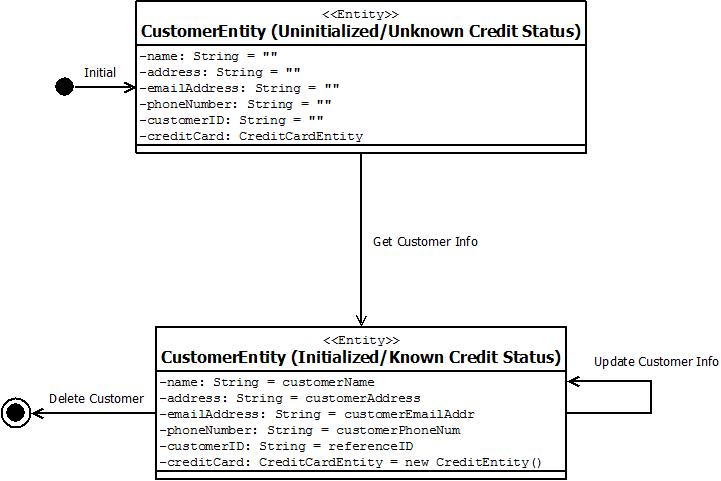 <<Entity>>
CustomerEntity (Uninitialized/Unknown Credit Status)
-name: String = ""
-address: String = ""
-emailAddress: String = ""
-phoneNumber: String = ""
-customerID: String = ""
-creditCard: CreditCardEntity
Initial
Get Customer Info
<<Entity>>
CustomerEntity (Initialized/Known Credit Status)
-name: String = customerName
-address: String = customerAddress
-emailAddress: String = customerEmailAddr
-phoneNumber: String = customerPhoneNum
-customerID: String = referenceID
-creditCard: CreditCardEntity = new CreditEntity()
Update Customer Info
Delete Customer